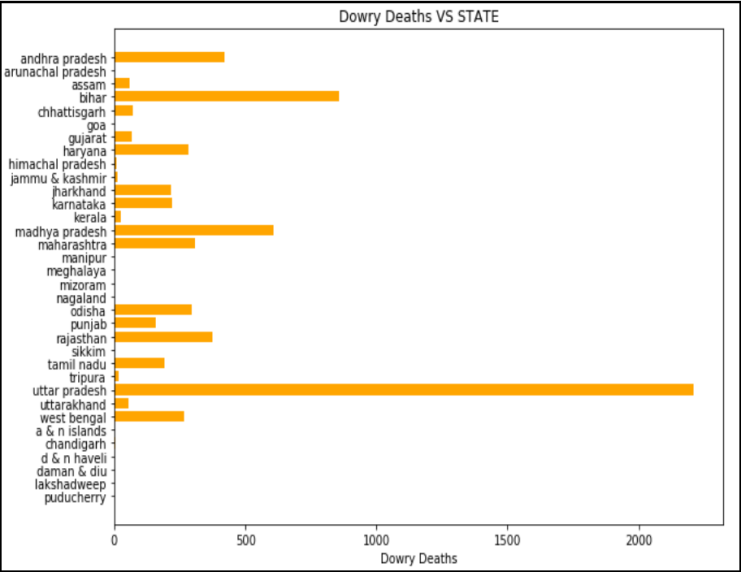 Dowry Deaths VS STATE
andhra pradesh
arunachal pradesh
assam
bihar
chhattisgarh
goa
gujarat
haryana
himachal pradesh
jammu & kashmir
jharkhand
karnataka
kerala
madhya pradesh
maharashtra
manipur
meghalaya
mizoram
nagaland
odisha
punjab
rajasthan
sikkim
tamil nadu
tripura
uttar pradesh
uttarakhand
west bengal
a & n islands
chandigarh
d & n haveli
daman & diu
lakshadweep
puducherry
0 500 1000 1500 2000
Dowry Deaths